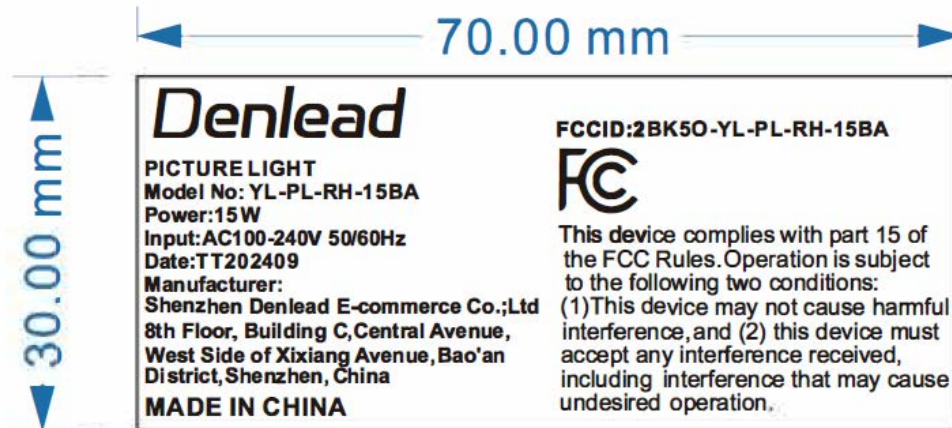 70.00 mm
30.00 mm
Denlead
PICTURE LIGHT
Model No: YL-PL-RH-15BA
Power:15W
Input:AC100-240V 50/60Hz
Date:TT202409
Manufacturer:
Shenzhen Denlead E-commerce Co.;Ltd
8th Floor, Building C,Central Avenue,
West Side of Xixiang Avenue,Bao'an
District,Shenzhen, China
MADE IN CHINA
FCCID:2BK5O-YL-PL-RH-15BA
FC
This device complies with part 15 of
the FCC Rules.Operation is subject
to the following two conditions:
(1)This device may not cause harmful
interference,and (2) this device must
accept any interference received,
including interference that may cause
undesired operation.